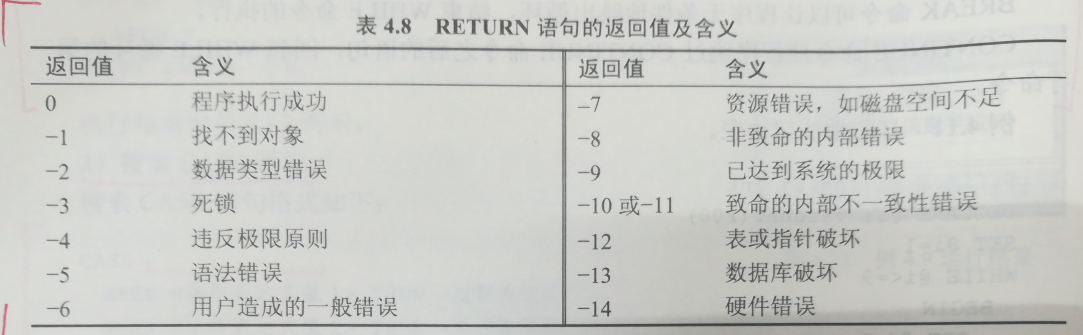 表 4.8 RETURN 语句的返回值及含义
返回值 含义 返回值 含义
0 程序执行成功 –7 资源错误，如磁盘空间不足
–1 找不到对象 –8 非致命的内部错误
–2 数据类型错误 –9 已达到系统的极限
–3 死锁 –10 或–11 致命的内部不一致性错误
–4 违反极限原则 –12 表或指针破坏
–5 语法错误 –13 数据库破坏
–6 用户造成的一般错误 –14 硬件错误